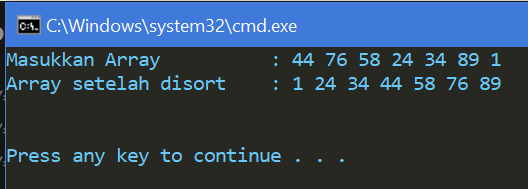 C:\Windows\system32\cmd.exe
Masukkan Array : 44 76 58 24 34 89 1
Array setelah disort : 1 24 34 44 58 76 89
Press any key to continue . . .